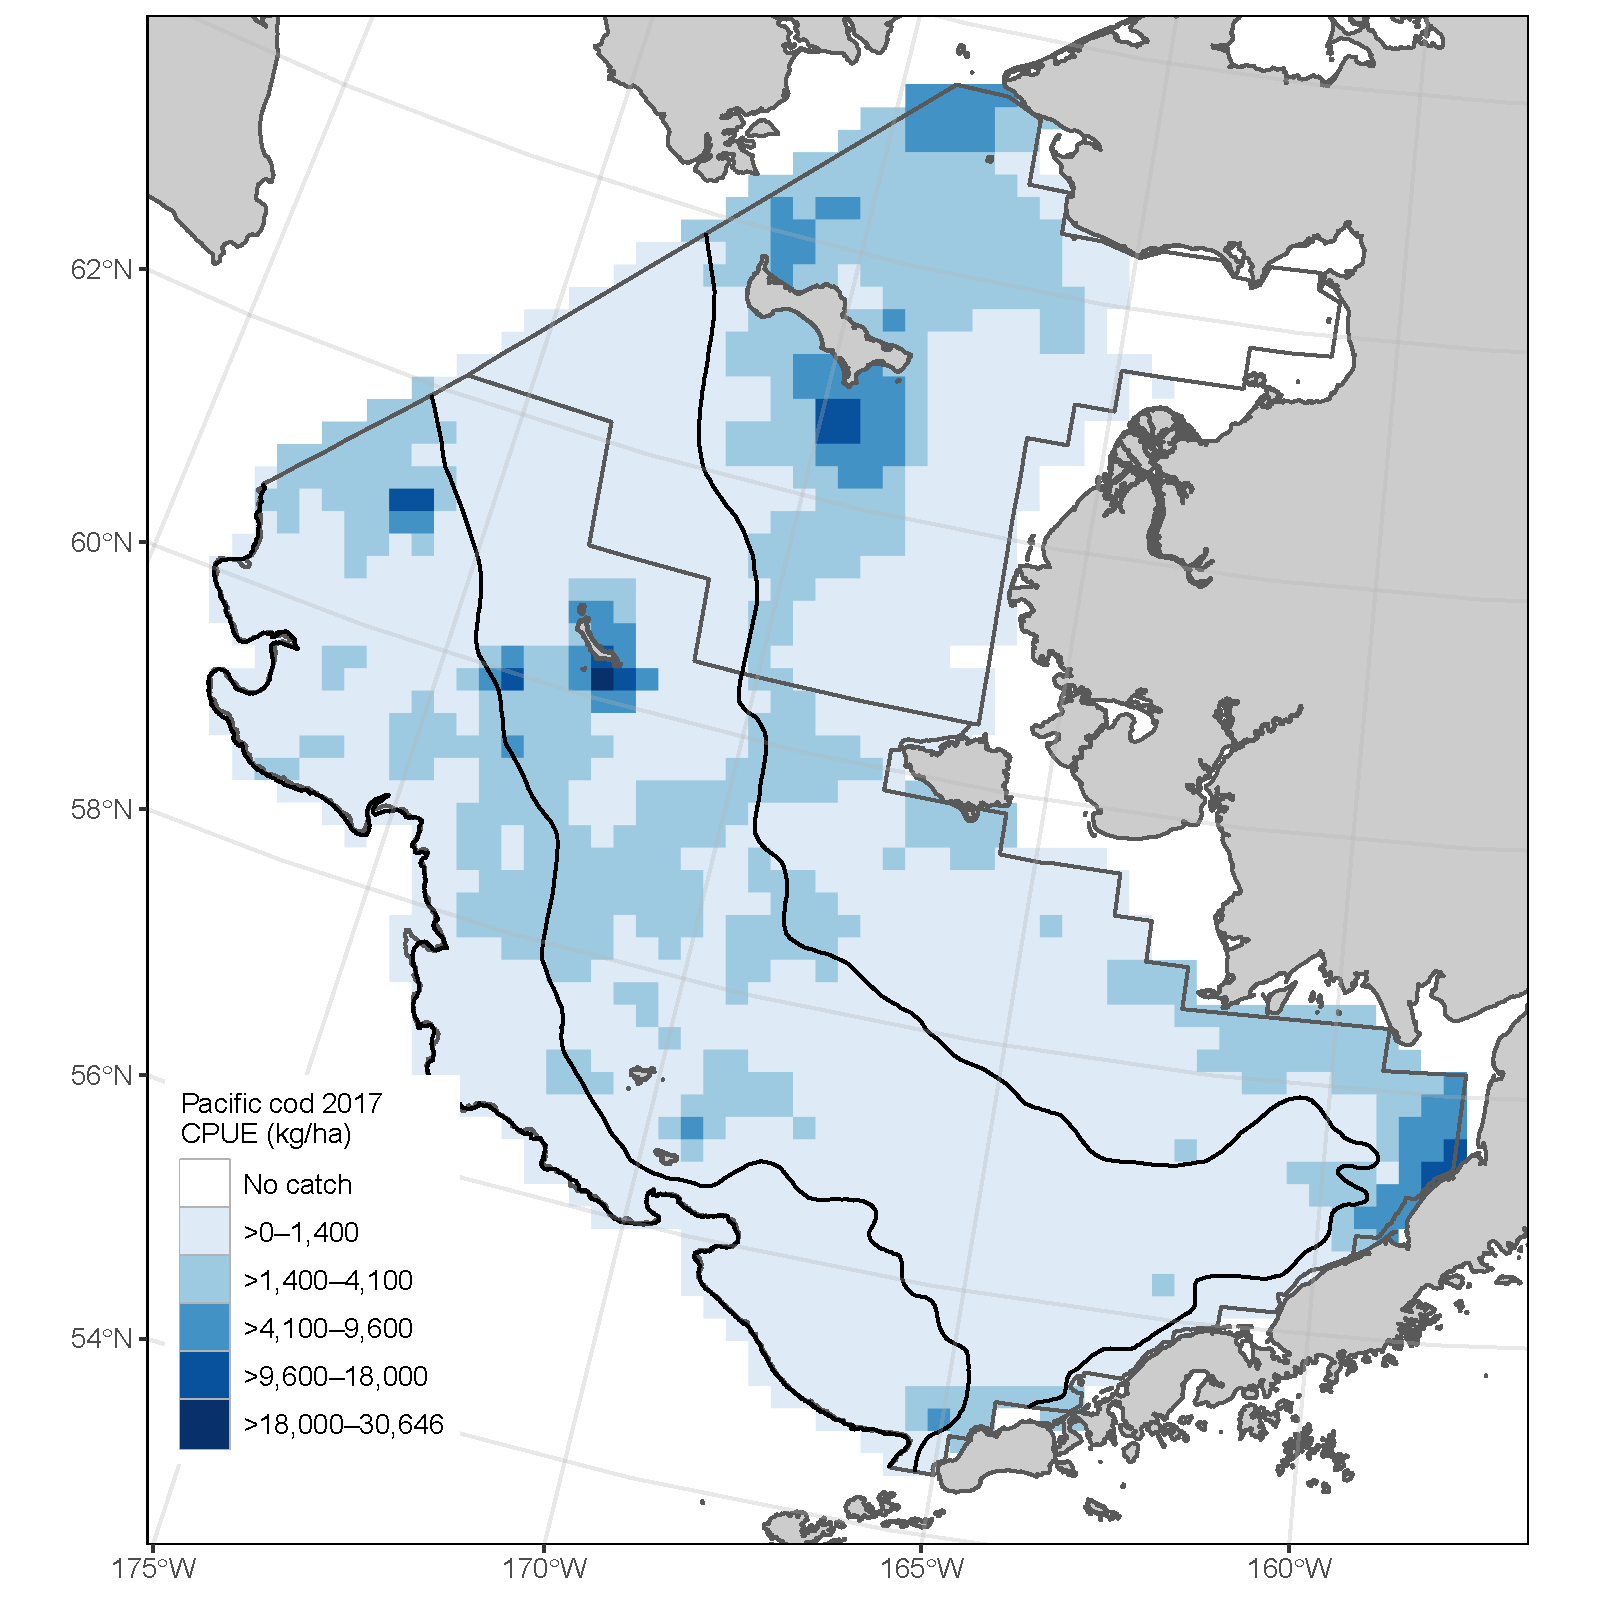 62°N
60°N
58°N
56°N
54°N
Pacific cod 2017
CPUE (kg/ha)
No catch
>0–1,400
>1,400–4,100
>4,100–9,600
>9,600–18,000
>18,000–30,646
175°W
170°W
165°W
160°W